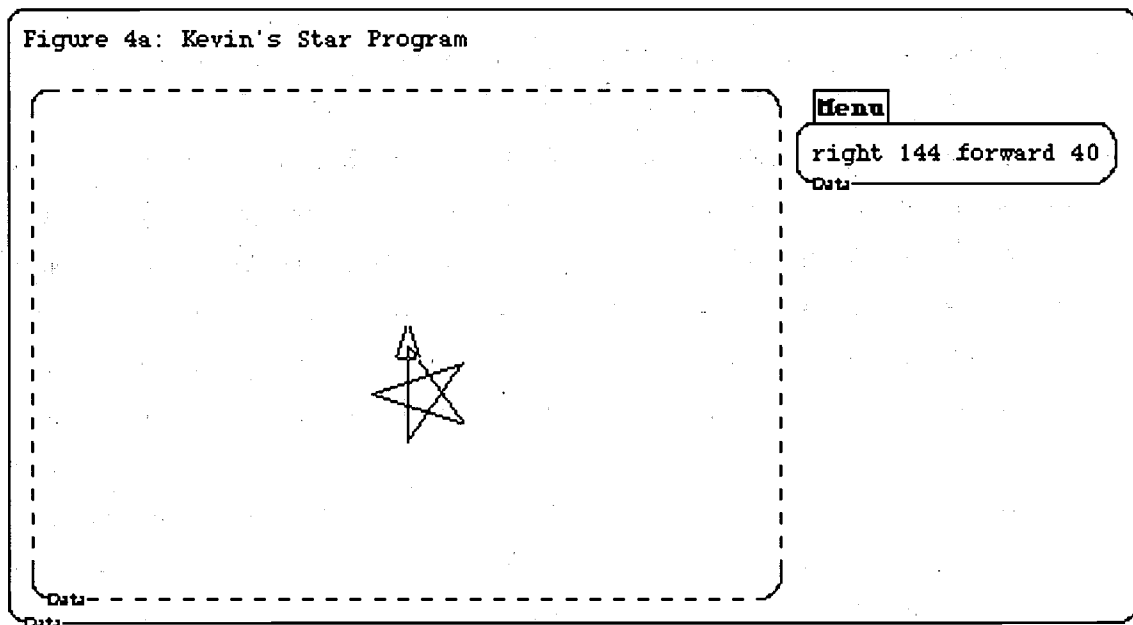 Figure 4a: Kevin's Star Program
Menu
right 144 forward 40
Data
Data
Data